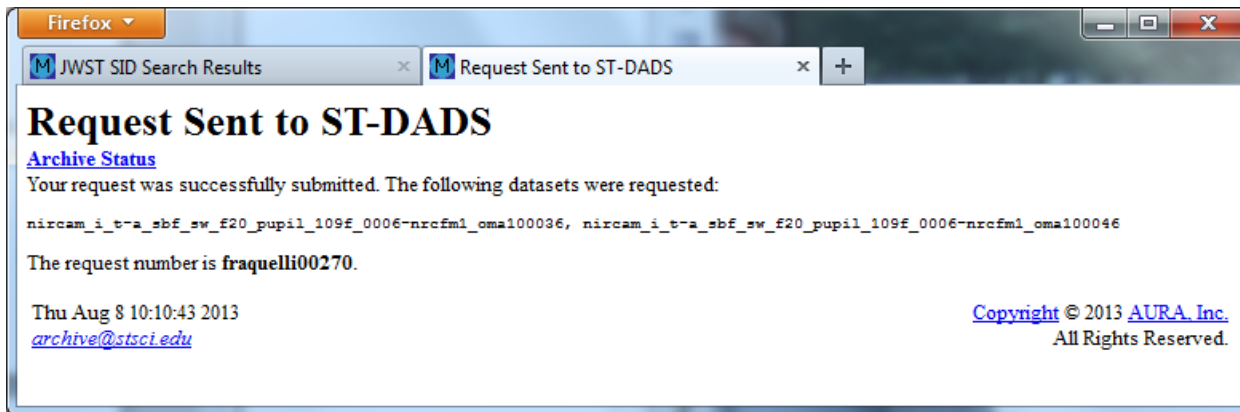 Firefox
JWST SID Search Results
Request Sent to ST-DADS
Request Sent to ST-DADS
Archive Status
Your request was successfully submitted. The following datasets were requested:
nircam_i_t-a_sbf_sw_f20_pupil_109f_0006-nrcfm1_oma100036, nircam_i_t-a_sbf_sw_f20_pupil_109f_0006-nrcfm1_oma100046
The request number is fraquelli00270.
Thu Aug 8 10:10:43 2013
Copyright © 2013 AURA, Inc.
archive@stsci.edu
All Rights Reserved.